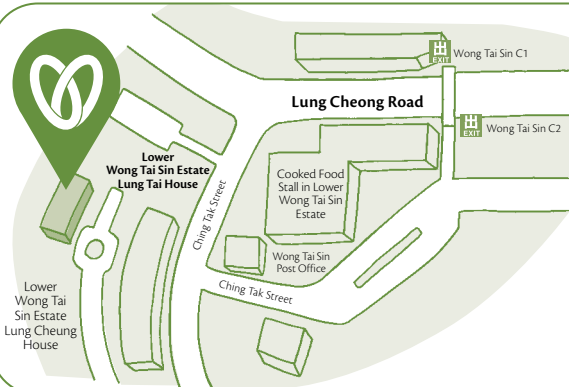 EXIT
Wong Tai Sin C1
Lung Cheong Road
EXIT
Wong Tai Sin C2
Lower
Wong Tai Sin Estate
Lung Tai House
Cooked Food
Stall in Lower
Wong Tai Sin
Estate
Ching Tak Street
Wong Tai Sin
Post Office
Ching Tak Street
Lower
Wong Tai
Sin Estate
Lung Cheung
House